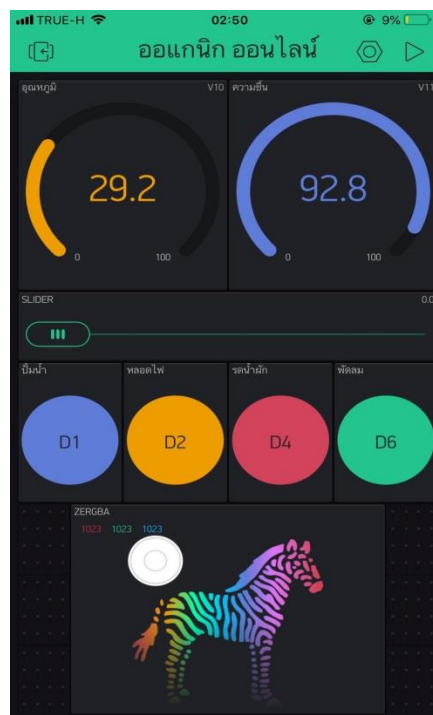 TRUE-H 02:50 9%
ออแกนิก ออนไลน์
อุณหภูมิ V10 ความชื้น V11
29.2 92.8
0 100 0 100
SLIDER 0.0
ปั๊มน้ำ หลอดไฟ รดน้ำผัก พัดลม
D1 D2 D4 D6
ZERGBA
1023 1023 1023